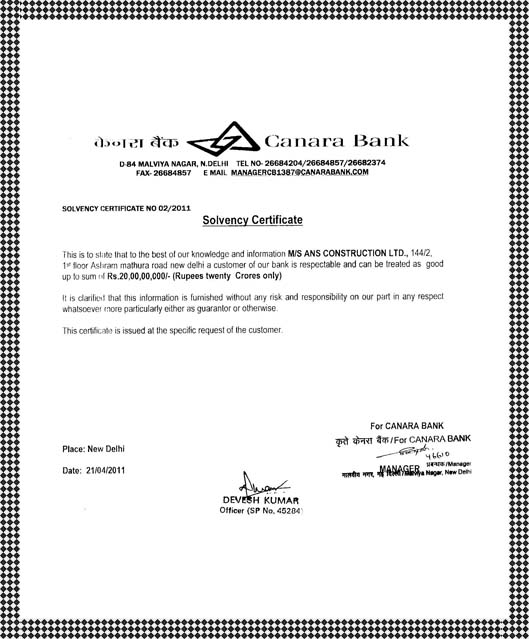 केनरा बैंक Canara Bank
D-84 MALVIYA NAGAR, N.DELHI TEL NO- 26684204/26684857/26682374
FAX- 26684857 E MAIL MANAGERCB1387@CANARABANK.COM
SOLVENCY CERTIFICATE NO 02/2011
Solvency Certificate
This is to state that to the best of our knowledge and information M/S ANS CONSTRUCTION LTD., 144/2,
1st floor Ashram mathura road new delhi a customer of our bank is respectable and can be treated as good
up to sum of Rs.20,00,00,000/- (Rupees twenty Crores only)
It is clarified that this information is furnished without any risk and responsibility on our part in any respect
whatsoever more particularly either as guarantor or otherwise.
This certificate is issued at the specific request of the customer.
For CANARA BANK
कृते केनरा बैंक/For CANARA BANK
46610
प्रबन्धक/Manager
MANAGER
मालवीय नगर, नई दिल्ली/Malviya Nagar, New Delhi
Place: New Delhi
Date: 21/04/2011
DEVESH KUMAR
Officer (SP No. 45284)